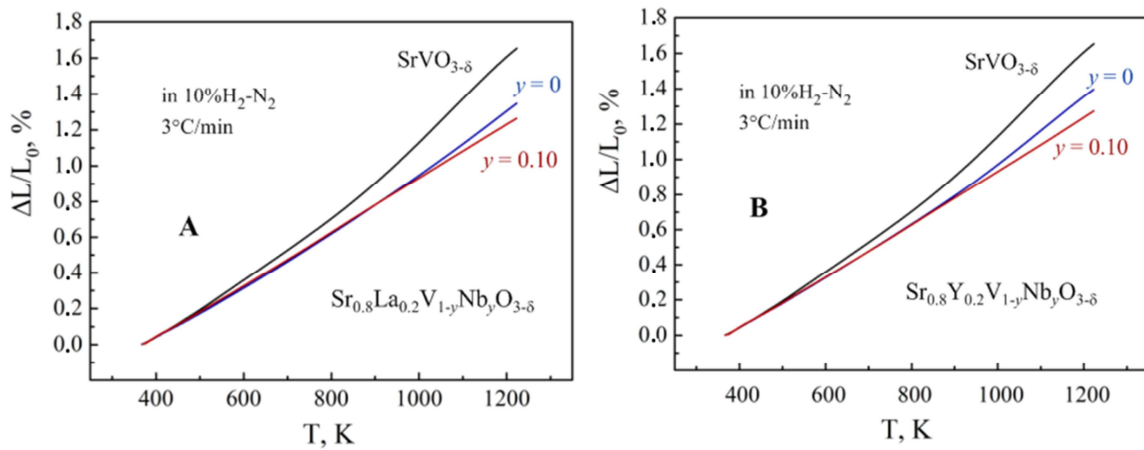 1.8
1.6
1.4
1.2
1.0
0.8
0.6
0.4
0.2
0.0
ΔL/L₀, %
SrVO₃₋δ
in 10%H₂-N₂
3°C/min
y = 0
y = 0.10
A
Sr₀.₈La₀.₂V₁₋yNbyO₃₋δ
400 600 800 1000 1200
T, K
1.8
1.6
1.4
1.2
1.0
0.8
0.6
0.4
0.2
0.0
ΔL/L₀, %
SrVO₃₋δ
in 10%H₂-N₂
3°C/min
y = 0
y = 0.10
B
Sr₀.₈Y₀.₂V₁₋yNbyO₃₋δ
400 600 800 1000 1200
T, K